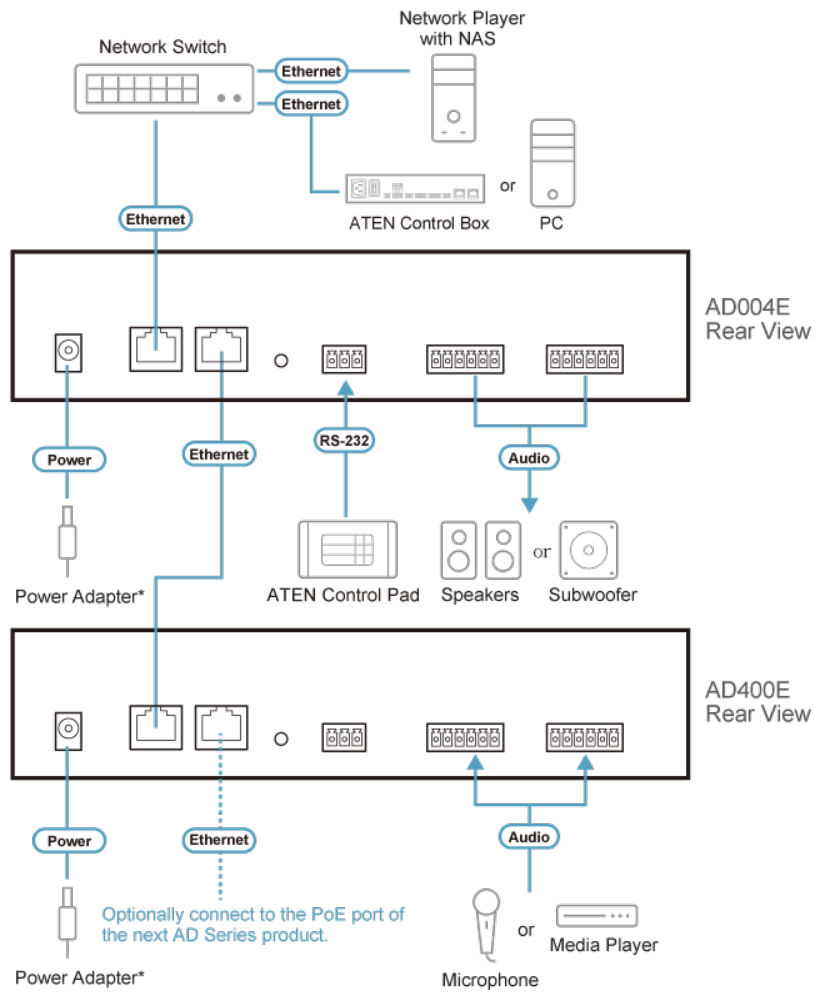 Network Player
with NAS
Network Switch
Ethernet
Ethernet
or
ATEN Control Box
PC
Ethernet
AD004E
Rear View
Power
Ethernet
RS-232
Audio
or
Power Adapter*
ATEN Control Pad
Speakers
Subwoofer
AD400E
Rear View
Power
Ethernet
Audio
Optionally connect to the PoE port of
the next AD Series product.
or
Media Player
Power Adapter*
Microphone